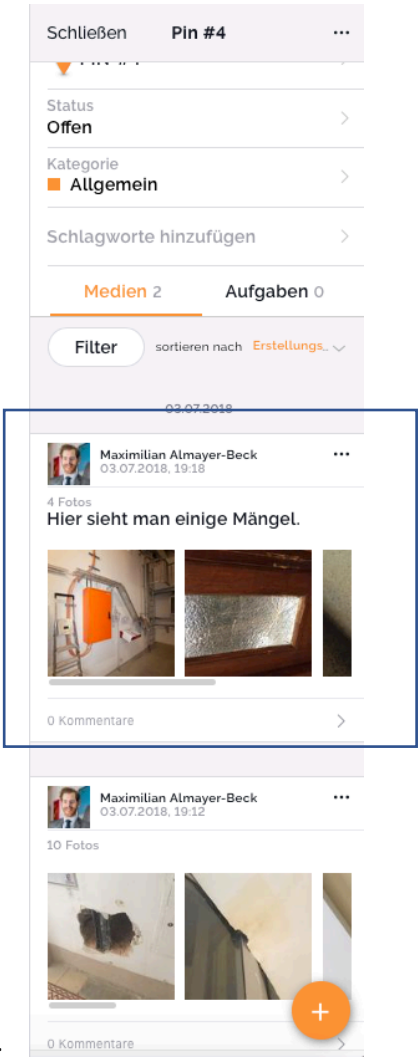 Schließen Pin #4 ...
Status
Offen
Kategorie
Allgemein
Schlagworte hinzufügen
Medien 2 Aufgaben 0
Filter sortieren nach Erstellungs...
03.07.2018
Maximilian Almayer-Beck ...
03.07.2018, 19:18
4 Fotos
Hier sieht man einige Mängel.
0 Kommentare
Maximilian Almayer-Beck ...
03.07.2018, 19:12
10 Fotos
+
0 Kommentare